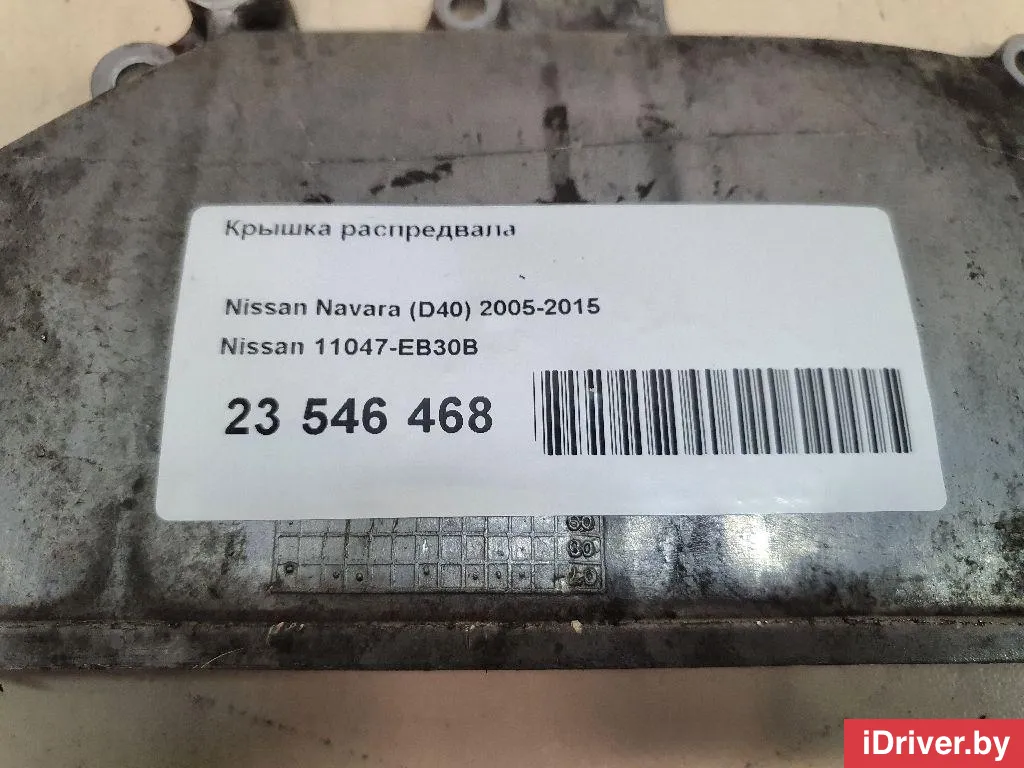 Крышка распредвала
Nissan Navara (D40) 2005-2015
Nissan 11047-EB30B
23 546 468
iDriver.by